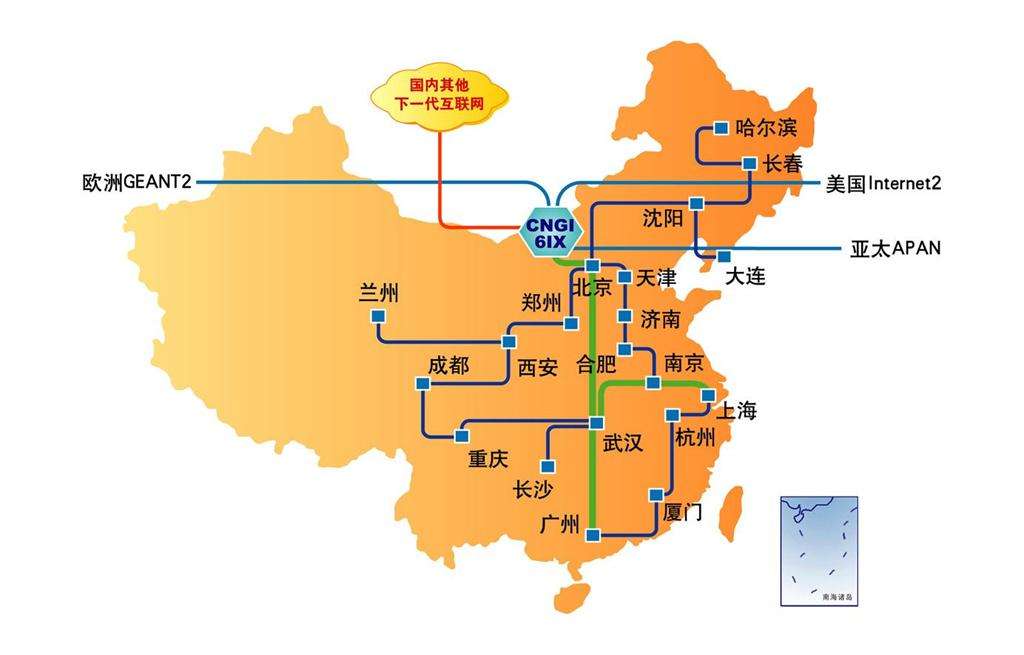 国内其他
下一代互联网
哈尔滨
长春
欧洲GEANT2
美国Internet2
沈阳
CNGI
6IX
亚太APAN
大连
天津
北京
兰州
郑州
济南
成都
西安
合肥
南京
上海
杭州
武汉
重庆
长沙
厦门
广州
南海诸岛